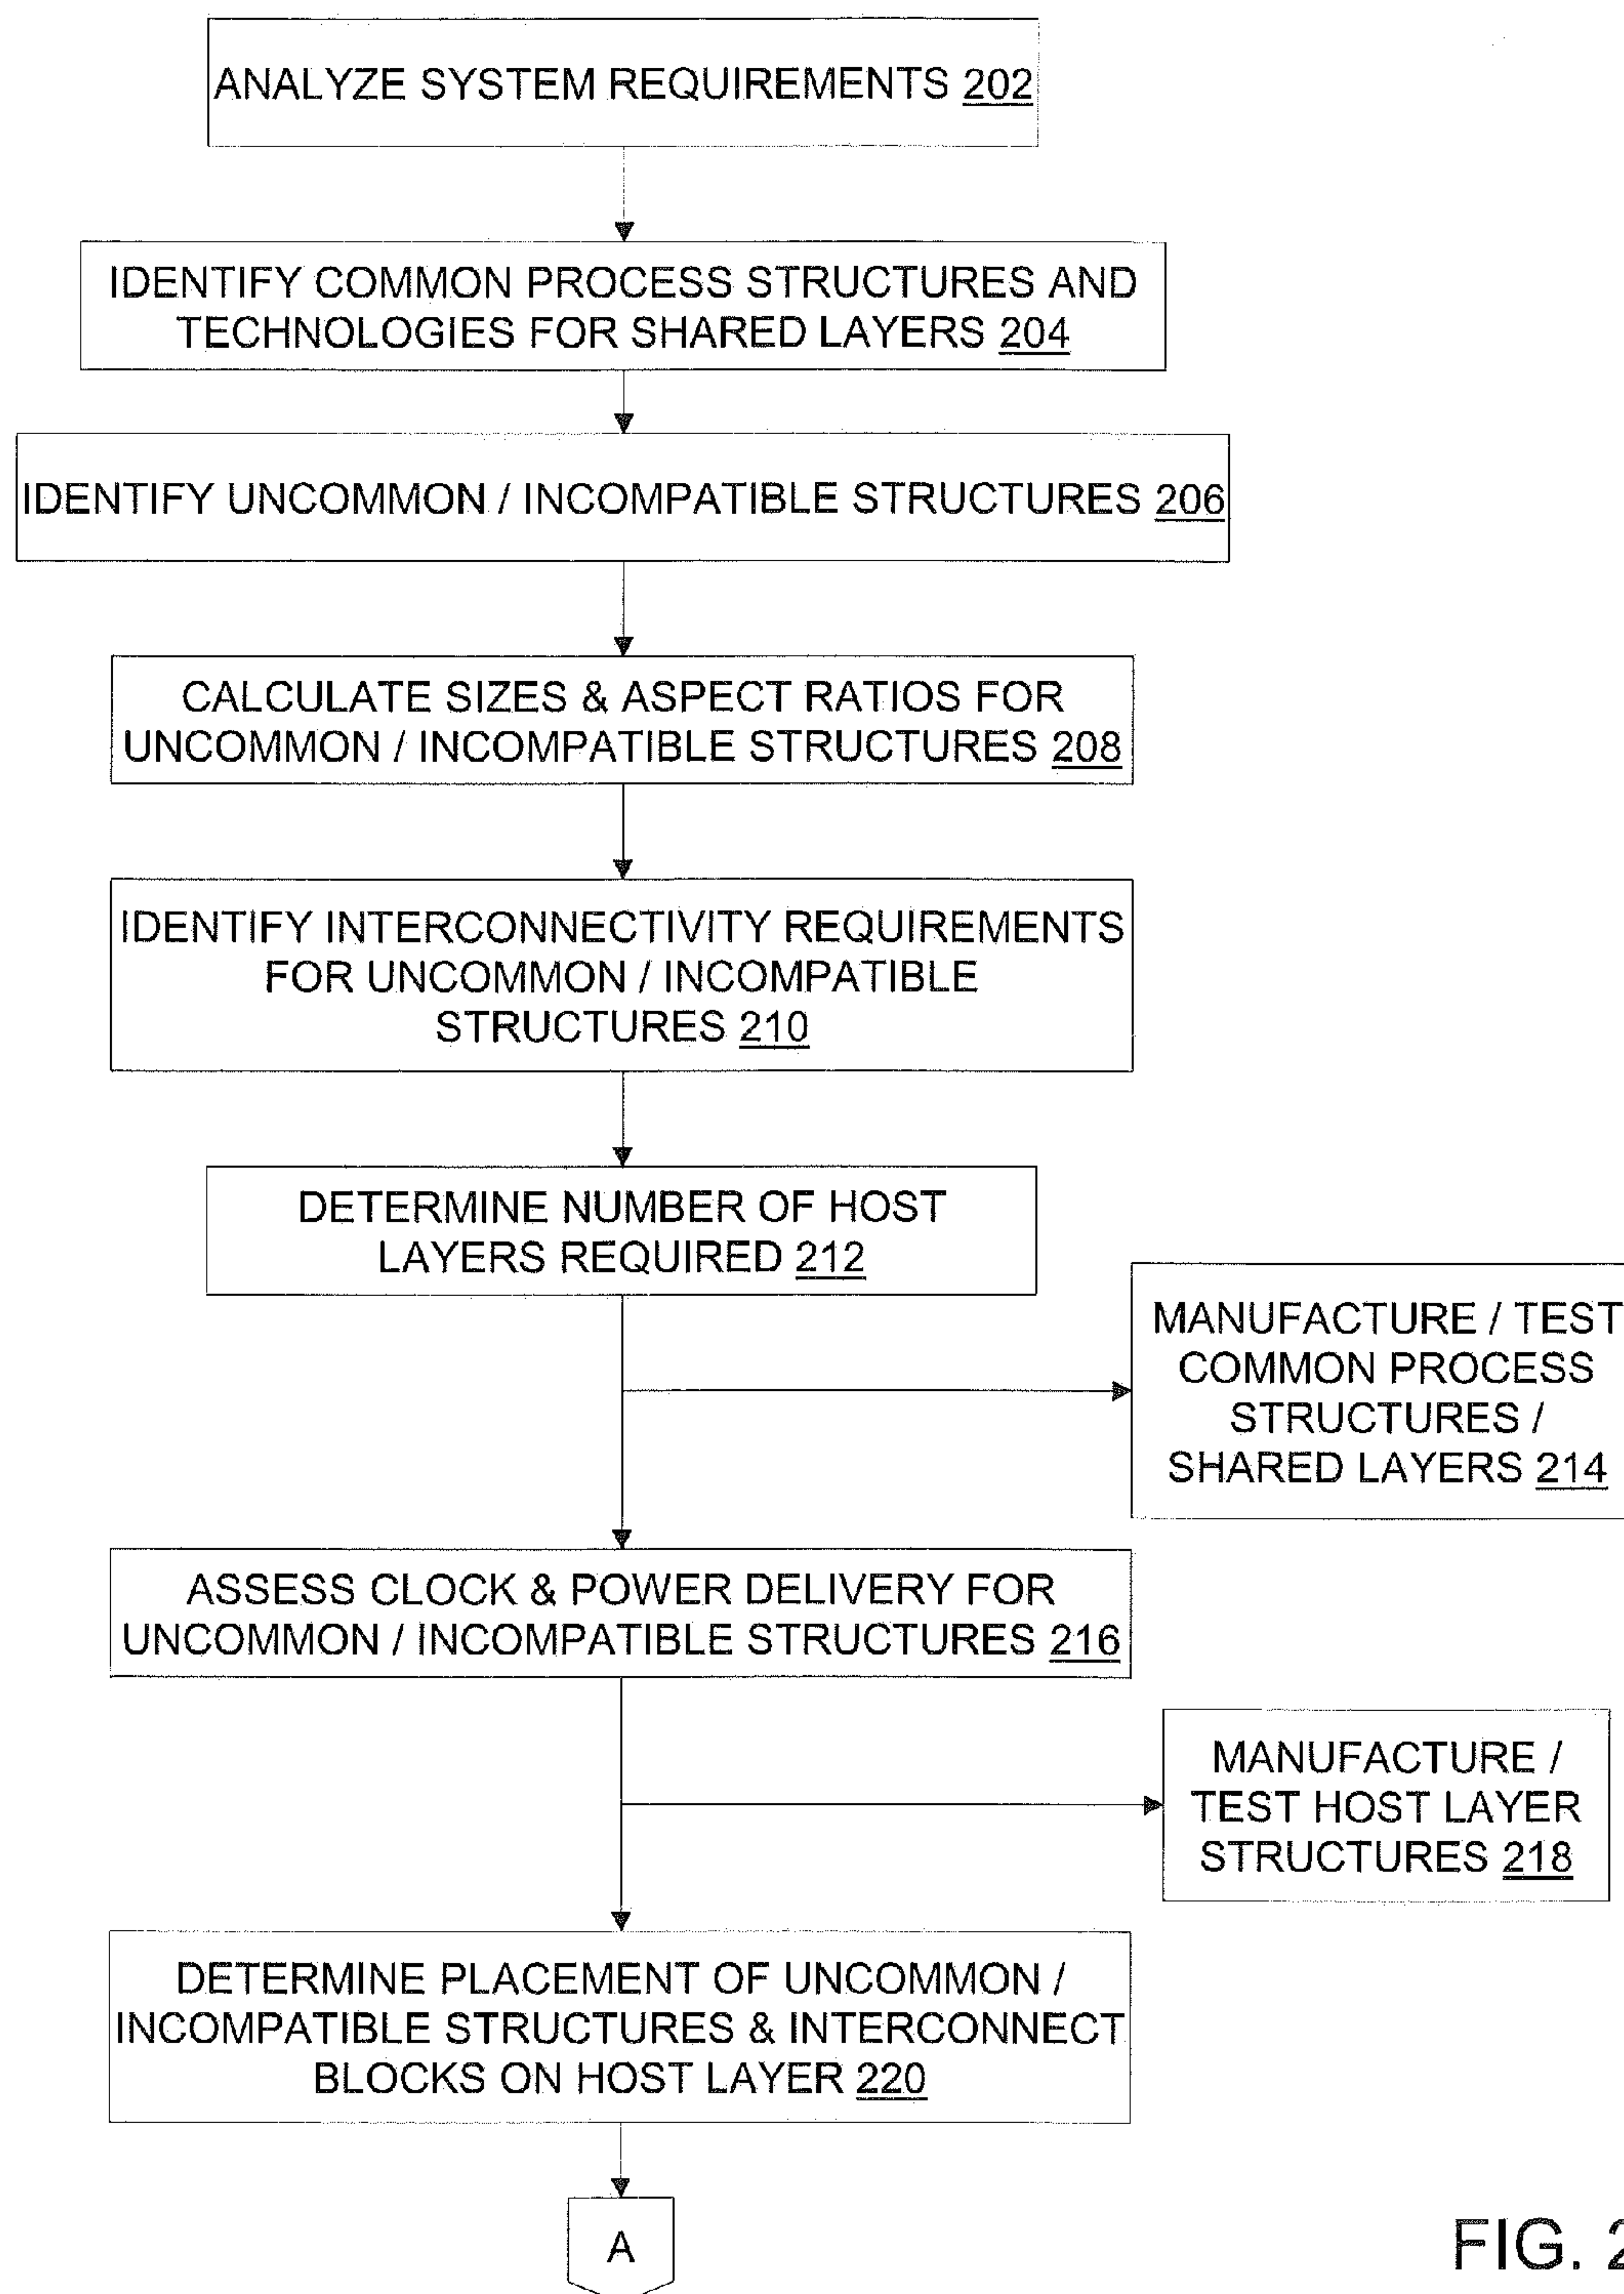 ANALYZE SYSTEM REQUIREMENTS 202
IDENTIFY COMMON PROCESS STRUCTURES AND
TECHNOLOGIES FOR SHARED LAYERS 204
IDENTIFY UNCOMMON / INCOMPATIBLE STRUCTURES 206
CALCULATE SIZES & ASPECT RATIOS FOR
UNCOMMON / INCOMPATIBLE STRUCTURES 208
IDENTIFY INTERCONNECTIVITY REQUIREMENTS
FOR UNCOMMON / INCOMPATIBLE
STRUCTURES 210
DETERMINE NUMBER OF HOST
LAYERS REQUIRED 212
MANUFACTURE / TEST
COMMON PROCESS
STRUCTURES /
SHARED LAYERS 214
ASSESS CLOCK & POWER DELIVERY FOR
UNCOMMON / INCOMPATIBLE STRUCTURES 216
MANUFACTURE /
TEST HOST LAYER
STRUCTURES 218
DETERMINE PLACEMENT OF UNCOMMON /
INCOMPATIBLE STRUCTURES & INTERCONNECT
BLOCKS ON HOST LAYER 220
A
FIG. 2